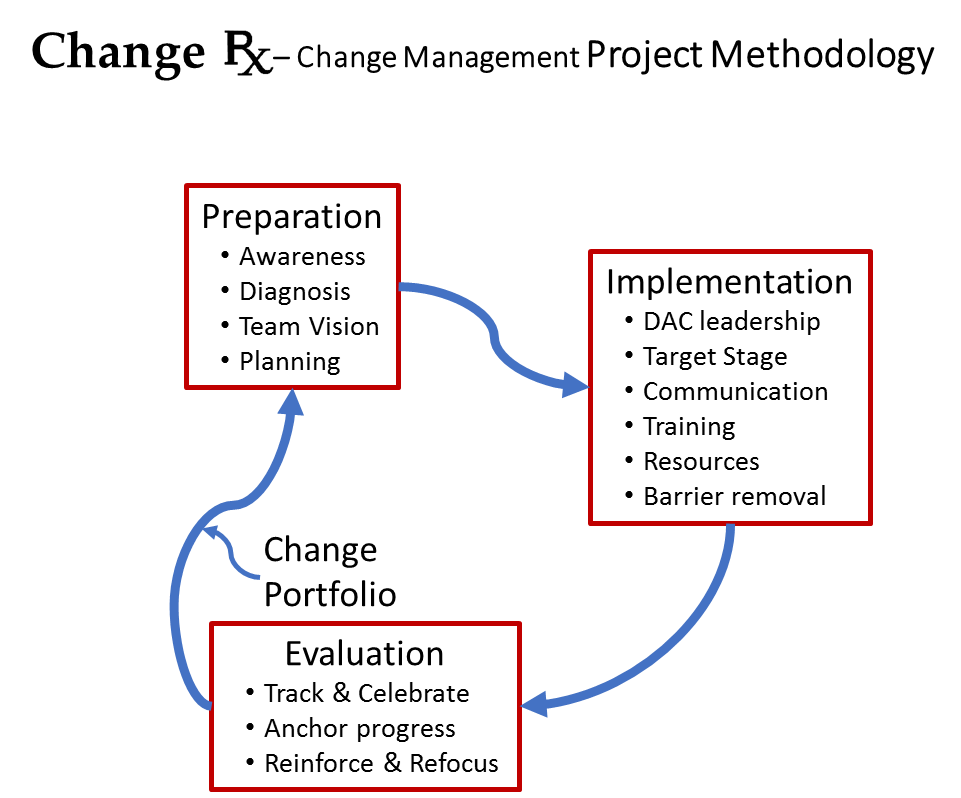 Change Rx– Change Management Project Methodology
Preparation
• Awareness
• Diagnosis
• Team Vision
• Planning
Implementation
• DAC leadership
• Target Stage
• Communication
• Training
• Resources
• Barrier removal
Change
Portfolio
Evaluation
• Track & Celebrate
• Anchor progress
• Reinforce & Refocus